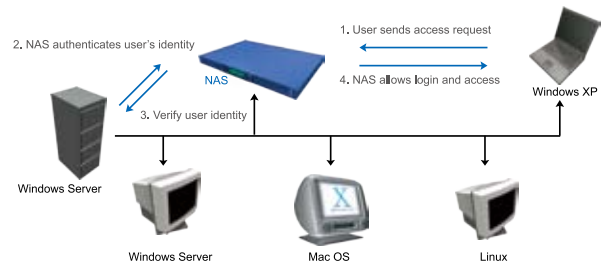 1. User sends access request
2. NAS authenticates user's identity
NAS
4. NAS allows login and access
Windows XP
3. Verify user identity
Windows Server
X
Windows Server
Mac OS
Linux